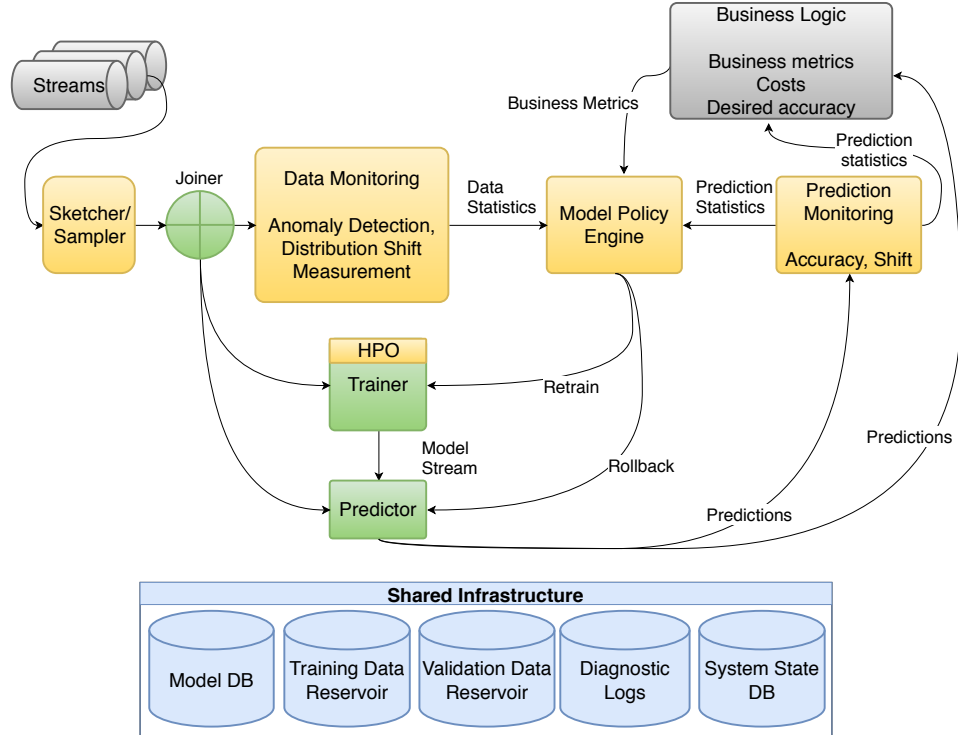 Business Logic
Business metrics
Costs
Desired accuracy
Streams
Business Metrics
Prediction
statistics
Joiner
Sketcher/
Sampler
Data Monitoring
Anomaly Detection,
Distribution Shift
Measurement
Data
Statistics
Model Policy
Engine
Prediction
Statistics
Prediction
Monitoring
Accuracy, Shift
HPO
Trainer
Retrain
Model
Stream
Rollback
Predictions
Predictor
Predictions
Shared Infrastructure
Model DB
Training Data
Reservoir
Validation Data
Reservoir
Diagnostic
Logs
System State
DB